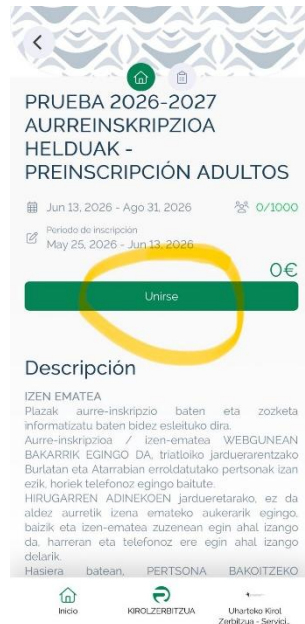 PRUEBA 2026-2027
AURREINSKRIPZIOA
HELDUAK -
PREINSCRIPCIÓN ADULTOS
Jun 13, 2026 - Ago 31, 2026
0/1000
Periodo de inscripción
May 25, 2026 - Jun 13, 2026
0€
Unirse
Descripción
IZEN EMATEA
Plazak aurre-inskripzio baten eta zozketa
informatizatu baten bidez esleituko dira.
Aurre-inskripzioa / izen-ematea WEBGUNEAN
BAKARRIK EGINGO DA, triatloiko jarduerarentzako
Burlatan eta Atarrabian erroldatutako pertsonak izan
ezik, horiek telefonoz egingo baitute.
HIRUGARREN ADINEKOEN jardueretarako, ez da
aldez aurretik izena emateko aukerarik egingo,
baizik eta izen-ematea zuzenean egin ahal izango
da, harreran eta telefonoz ere egin ahal izango
delarik.
Hasiera batean, PERTSONA BAKOITZEKO
Inicio
KIROLZERBITZUA
Uharteko Kirol
Zerbitzua - Servici...